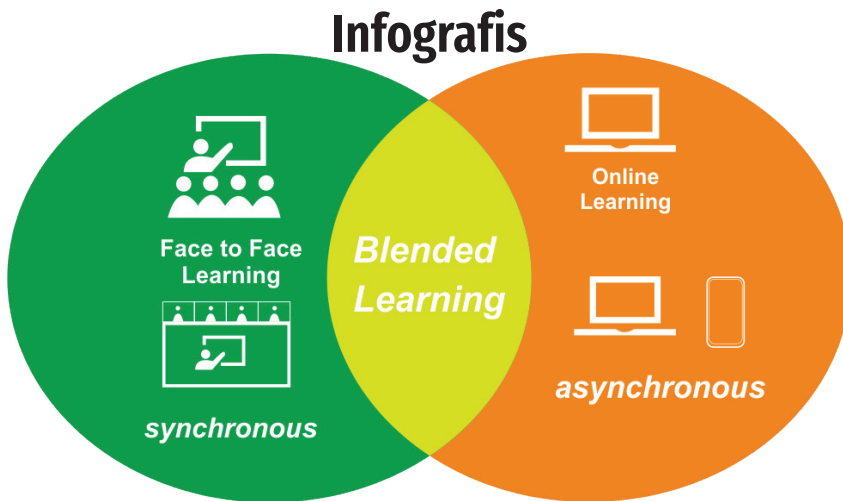 Infografis
Face to Face
Learning
synchronous
Blended
Learning
Online
Learning
asynchronous